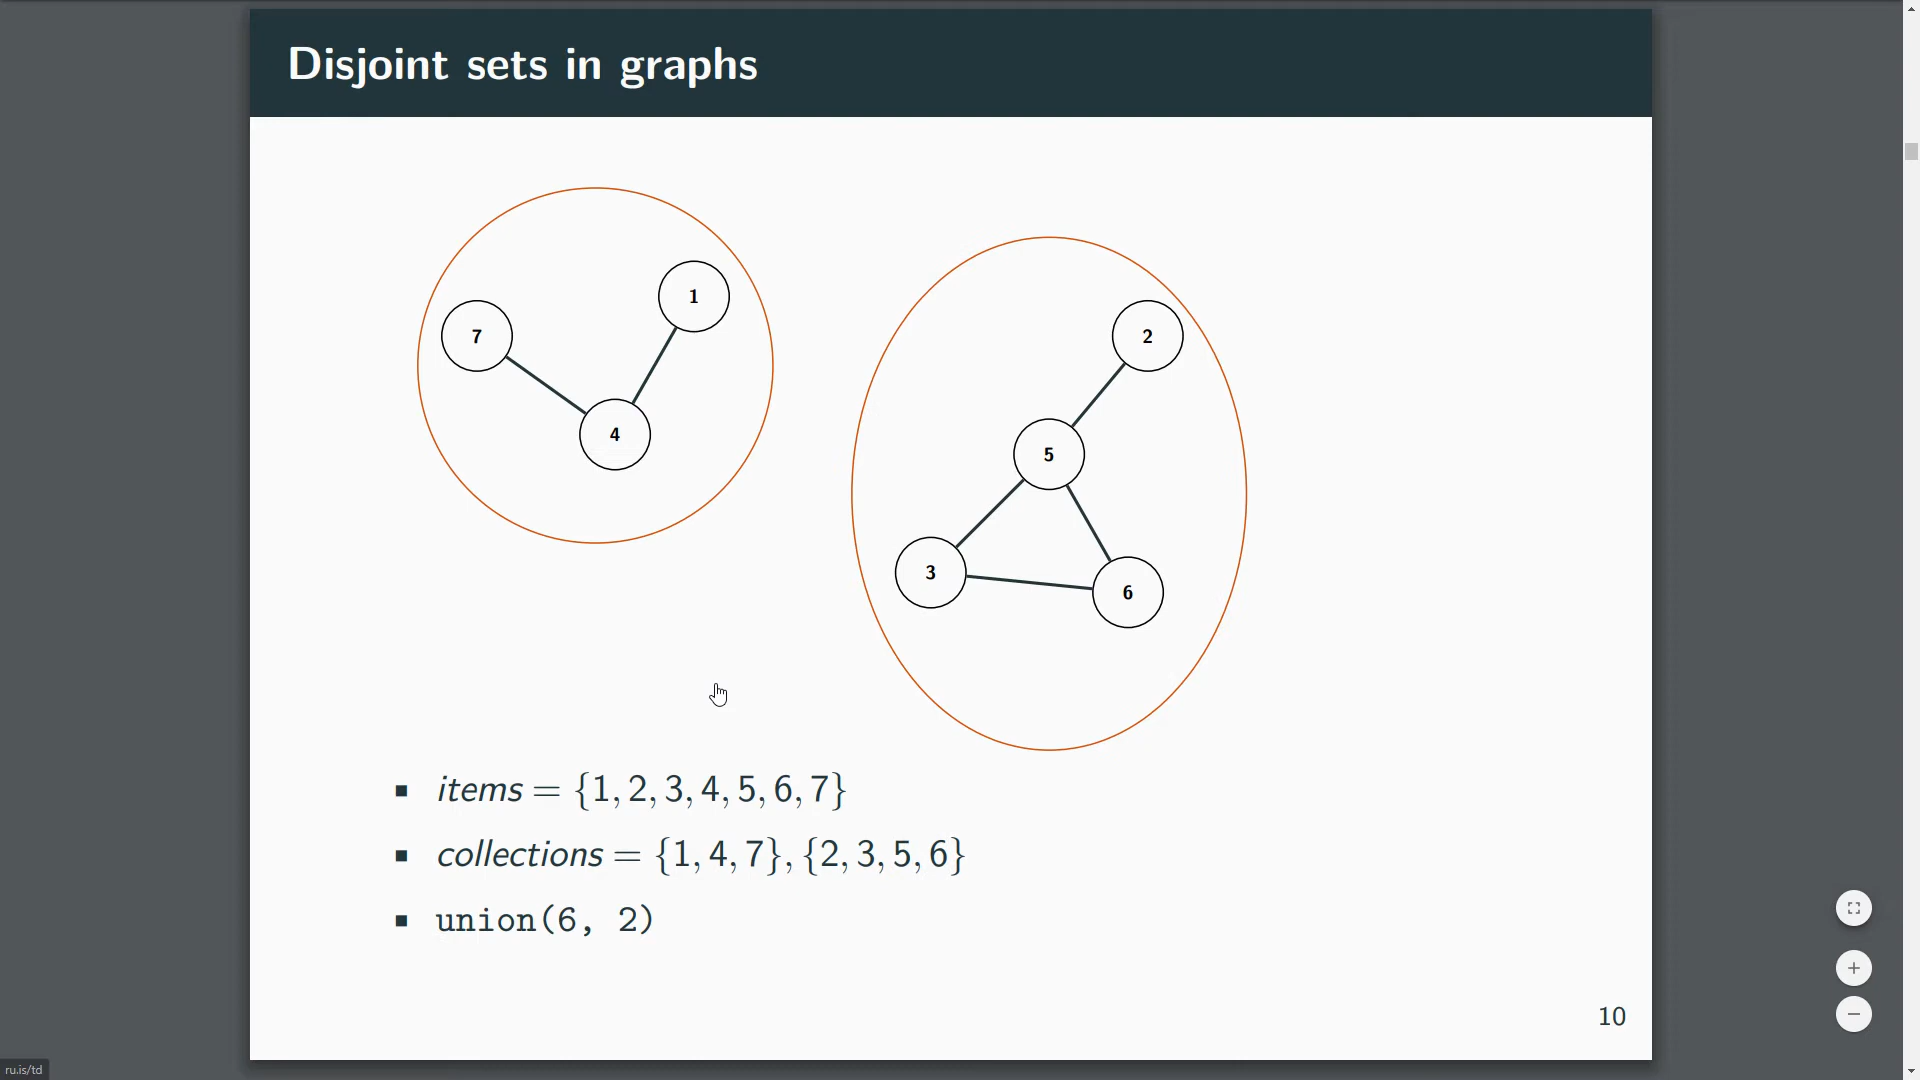 Disjoint sets in graphs
1
7
2
4
5
3
6
▪ items = {1, 2, 3, 4, 5, 6, 7}
▪ collections = {1, 4, 7}, {2, 3, 5, 6}
▪ union(6, 2)
10
ru.is/td